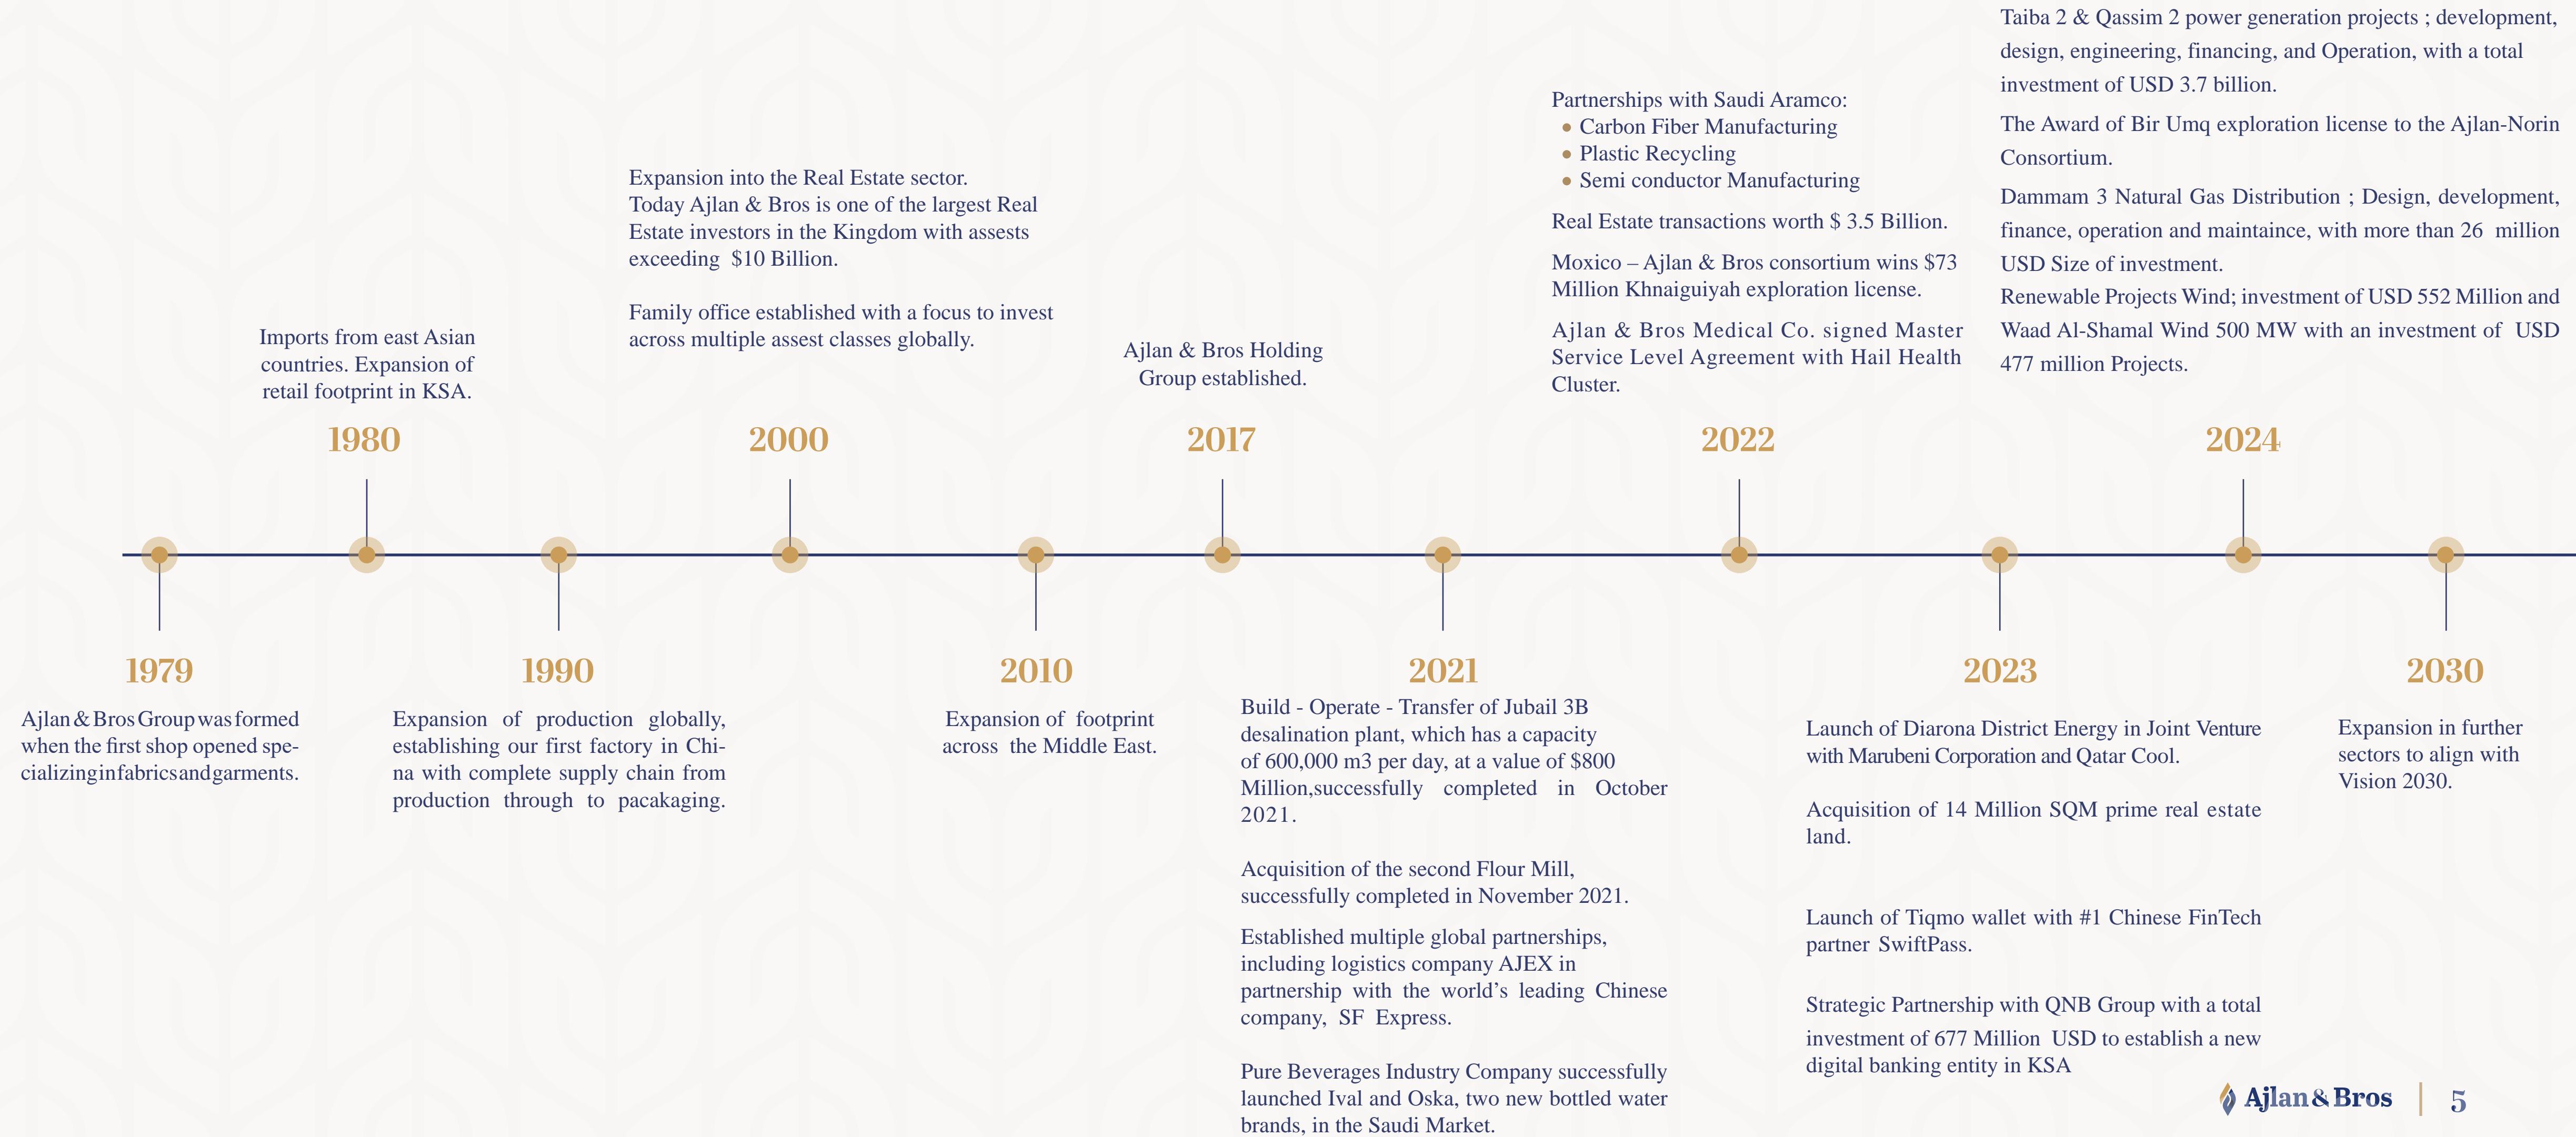 Imports from east Asian
countries. Expansion of
retail footprint in KSA.
1980
Expansion into the Real Estate sector.
Today Ajlan & Bros is one of the largest Real
Estate investors in the Kingdom with assests
exceeding $10 Billion.
Family office established with a focus to invest
across multiple assest classes globally.
2000
Ajlan & Bros Holding
Group established.
2017
Partnerships with Saudi Aramco:
• Carbon Fiber Manufacturing
• Plastic Recycling
• Semi conductor Manufacturing
Real Estate transactions worth $ 3.5 Billion.
Moxico – Ajlan & Bros consortium wins $73
Million Khnaiguiyah exploration license.
Ajlan & Bros Medical Co. signed Master
Service Level Agreement with Hail Health
Cluster.
2022
Taiba 2 & Qassim 2 power generation projects ; development,
design, engineering, financing, and Operation, with a total
investment of USD 3.7 billion.
The Award of Bir Umq exploration license to the Ajlan-Norin
Consortium.
Dammam 3 Natural Gas Distribution ; Design, development,
finance, operation and maintaince, with more than 26 million
USD Size of investment.
Renewable Projects Wind; investment of USD 552 Million and
Waad Al-Shamal Wind 500 MW with an investment of USD
477 million Projects.
2024
1979
Ajlan & Bros Group was formed
when the first shop opened spe-
cializing in fabrics and garments.
1990
Expansion of production globally,
establishing our first factory in Chi-
na with complete supply chain from
production through to pacakaging.
2010
Expansion of footprint
across the Middle East.
2021
Build - Operate - Transfer of Jubail 3B
desalination plant, which has a capacity
of 600,000 m3 per day, at a value of $800
Million,successfully completed in October
2021.
Acquisition of the second Flour Mill,
successfully completed in November 2021.
Established multiple global partnerships,
including logistics company AJEX in
partnership with the world’s leading Chinese
company, SF Express.
Pure Beverages Industry Company successfully
launched Ival and Oska, two new bottled water
brands, in the Saudi Market.
2023
Launch of Diarona District Energy in Joint Venture
with Marubeni Corporation and Qatar Cool.
Acquisition of 14 Million SQM prime real estate
land.
Launch of Tiqmo wallet with #1 Chinese FinTech
partner SwiftPass.
Strategic Partnership with QNB Group with a total
investment of 677 Million USD to establish a new
digital banking entity in KSA
2030
Expansion in further
sectors to align with
Vision 2030.
Ajlan & Bros
5